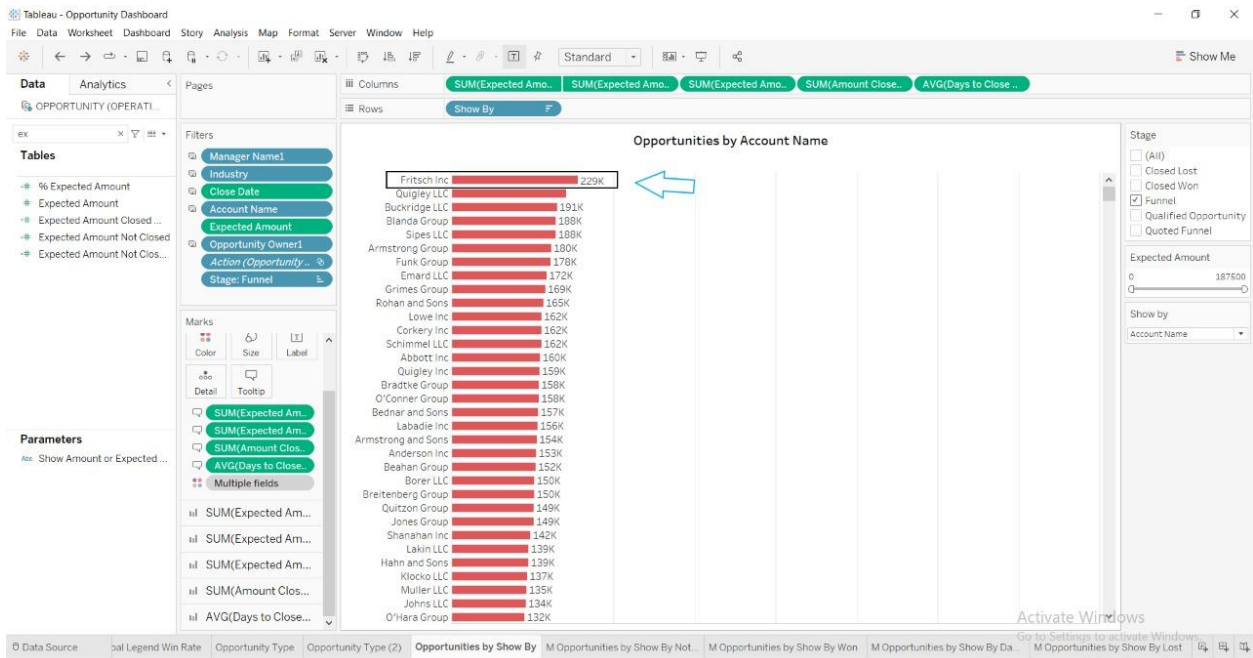 Tableau - Opportunity Dashboard
File Data Worksheet Dashboard Story Analysis Map Format Server Window Help
Standard
Show Me
Data Analytics
Pages
Columns SUM(Expected Amo.. SUM(Expected Amo.. SUM(Expected Amo.. SUM(Amount Close.. AVG(Days to Close ..
OPPORTUNITY (OPERATI...
Rows Show By
ex
Tables
% Expected Amount
Expected Amount
Expected Amount Closed ...
Expected Amount Not Closed
Expected Amount Not Clos...
Parameters
Abc Show Amount or Expected ...
Filters
Manager Name1
Industry
Close Date
Account Name
Expected Amount
Opportunity Owner1
Action (Opportunity ..
Stage: Funnel
Marks
Color Size Label
Detail Tooltip
SUM(Expected Am..
SUM(Expected Am..
SUM(Amount Clos..
AVG(Days to Close..
Multiple fields
SUM(Expected Am...
SUM(Expected Am...
SUM(Expected Am...
SUM(Amount Clos...
AVG(Days to Close...
Opportunities by Account Name
Fritsch Inc 229K
Quigley LLC
Buckridge LLC 191K
Blanda Group 188K
Sipes LLC 188K
Armstrong Group 180K
Funk Group 178K
Emard LLC 172K
Grimes Group 169K
Rohan and Sons 165K
Lowe Inc 162K
Corkery Inc 162K
Schimmel LLC 162K
Abbott Inc 160K
Quigley Inc 159K
Bradtke Group 158K
O'Conner Group 158K
Bednar and Sons 157K
Labadie Inc 156K
Armstrong and Sons 154K
Anderson Inc 153K
Beahan Group 152K
Borer LLC 150K
Breitenberg Group 150K
Quitzon Group 149K
Jones Group 149K
Shanahan Inc 142K
Lakin LLC 139K
Hahn and Sons 139K
Klocko LLC 137K
Muller LLC 135K
Johns LLC 134K
O'Hara Group 132K
Stage
(All)
Closed Lost
Closed Won
Funnel
Qualified Opportunity
Quoted Funnel
Expected Amount
0 187500
Show by
Account Name
Activate Windows
Go to Settings to activate Windows.
Data Source bal Legend Win Rate Opportunity Type Opportunity Type (2) Opportunities by Show By M Opportunities by Show By Not... M Opportunities by Show By Won M Opportunities by Show By Da... M Opportunities by Show By Lost